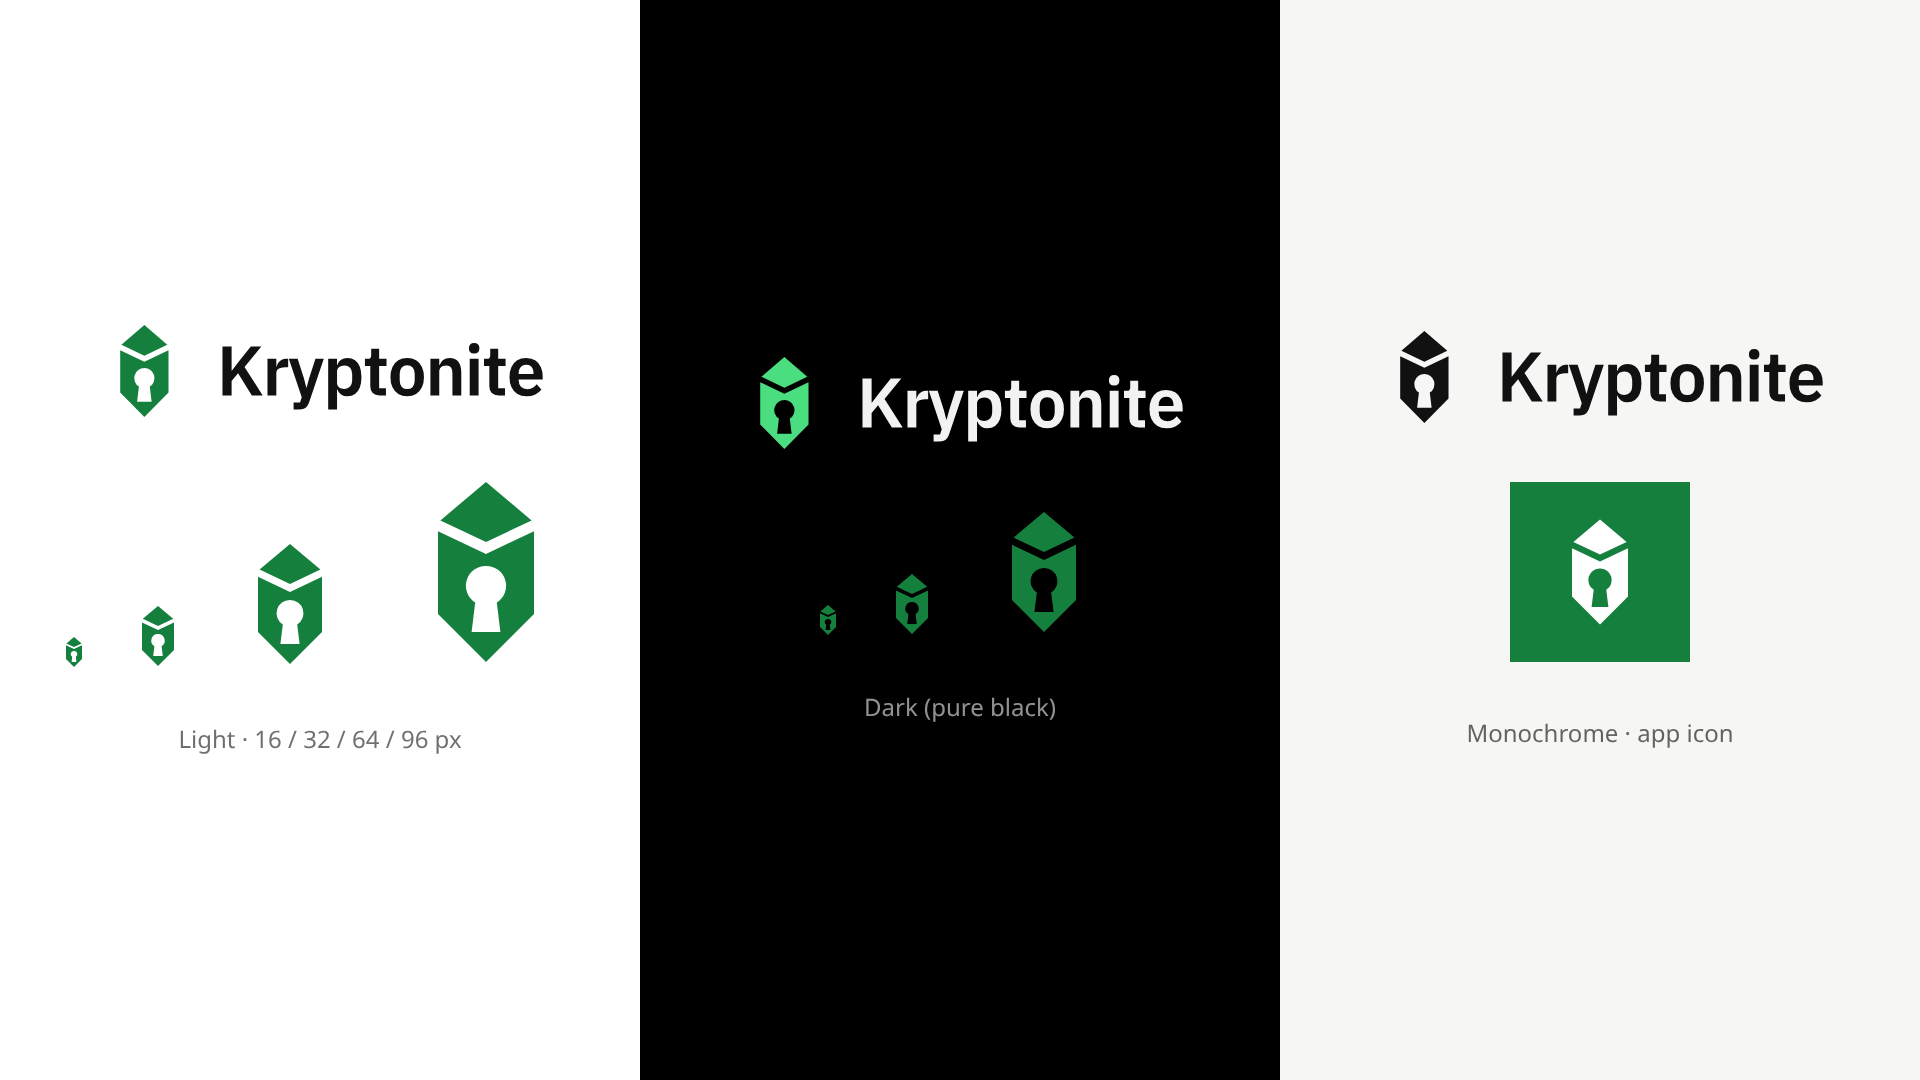 Kryptonite
Light · 16 / 32 / 64 / 96 px
Kryptonite
Dark (pure black)
Kryptonite
Monochrome · app icon